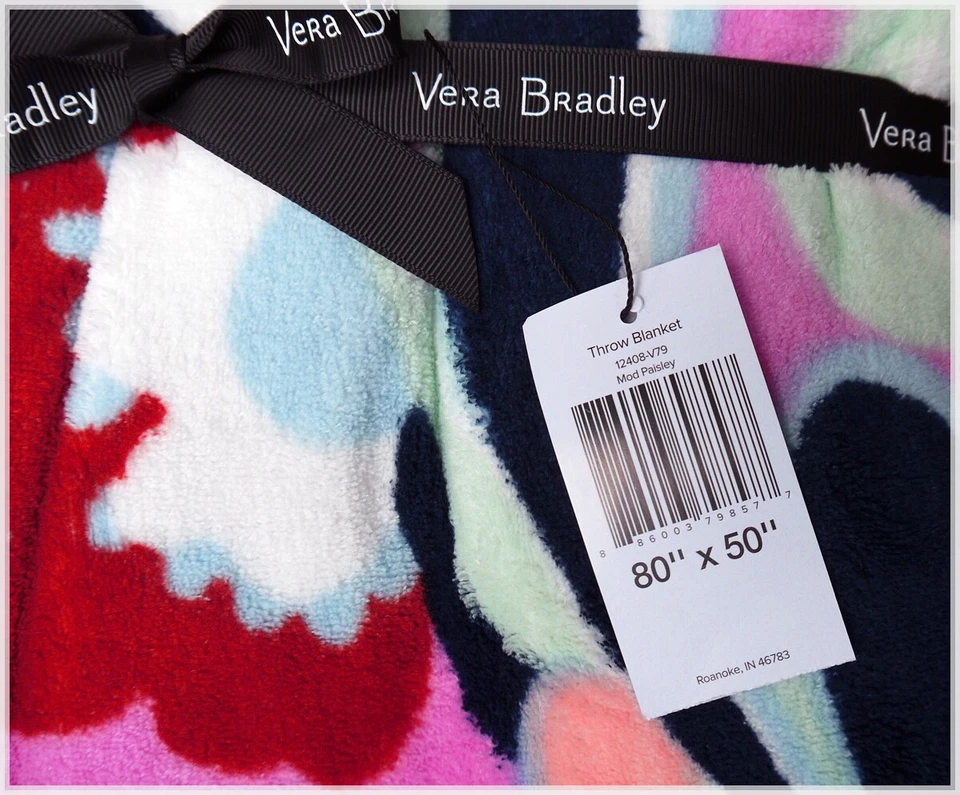 Vera Br
adley
Vera Bradley
Vera B
Throw Blanket
12408-V79
Mod Paisley
8 86003 79857 7
80" x 50"
Roanoke, IN 46783